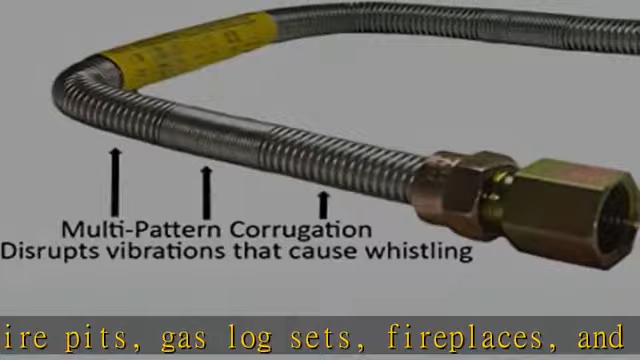 Multi-Pattern Corrugation
Disrupts vibrations that cause whistling
ire pits, gas log sets, fireplaces, and